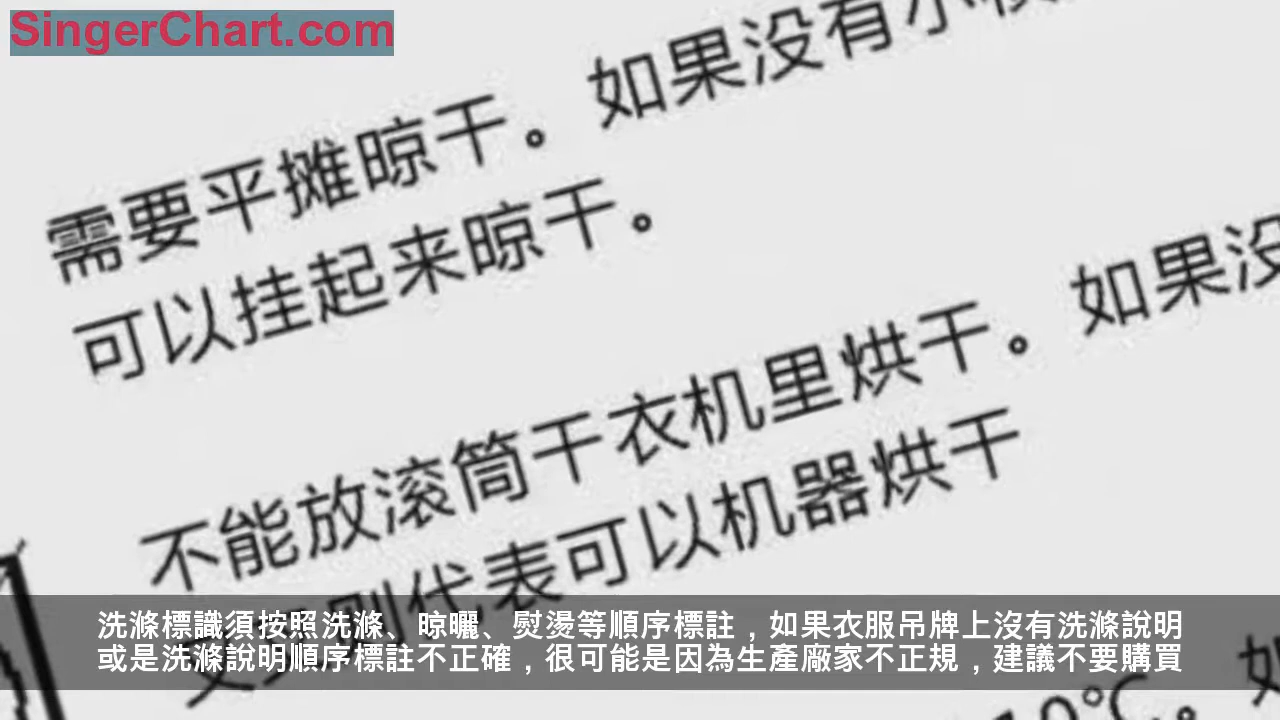 SingerChart.com
需要平摊晾干。如果没有小
可以挂起来晾干。
如果没
不能放滚筒干衣机里烘干。
代表可以机器烘干
洗滌標識須按照洗滌、晾曬、熨燙等順序標註，如果衣服吊牌上沒有洗滌說明
或是洗滌說明順序標註不正確，很可能是因為生產廠家不正規，建議不要購買